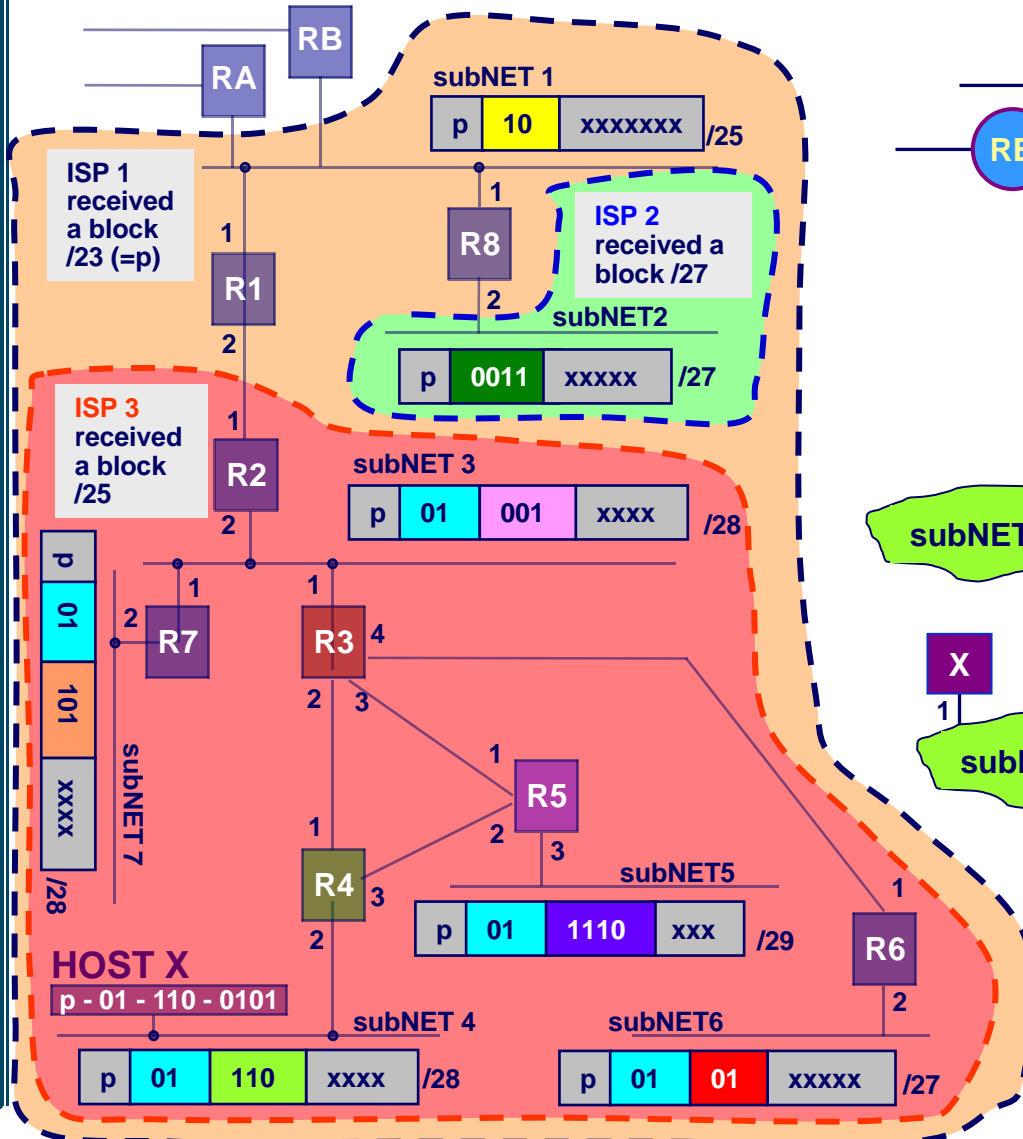 RB
RA
subNET 1
p 10 xxxxxxx /25
RE
ISP 1
received
a block
/23 (=p)
1
R1
2
1
R8
2
ISP 2
received a
block /27
subNET2
p 0011 xxxxx /27
ISP 3
received
a block
/25
1
R2
2
subNET 3
p 01 001 xxxx /28
subNET
p 01 101 xxxx /28
subNET 7
1
2
R7
1
R3
4
2
3
X
1
1
R5
2
3
subNET5
p 01 1110 xxx /29
1
R4
3
2
1
R6
2
HOST X
p - 01 - 110 - 0101
subNET 4
p 01 110 xxxx /28
subNET6
p 01 01 xxxxx /27